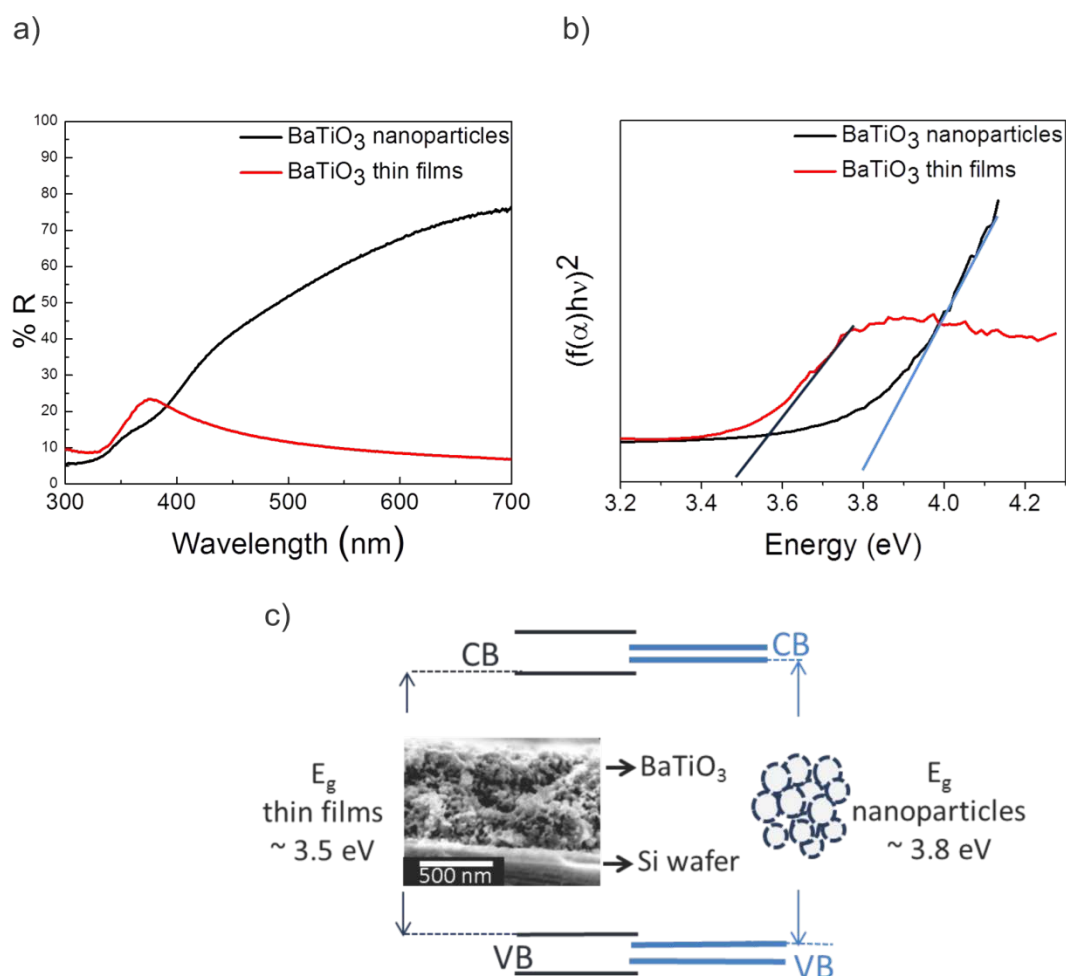 a)
100
90
80
70
60
50
40
30
20
10
0
% R
BaTiO3 nanoparticles
BaTiO3 thin films
300 400 500 600 700
Wavelength (nm)
b)
(f(α)hν)2
BaTiO3 nanoparticles
BaTiO3 thin films
3.2 3.4 3.6 3.8 4.0 4.2
Energy (eV)
c)
CB
CB
Eg
thin films
~ 3.5 eV
500 nm
BaTiO3
Si wafer
Eg
nanoparticles
~ 3.8 eV
VB
VB